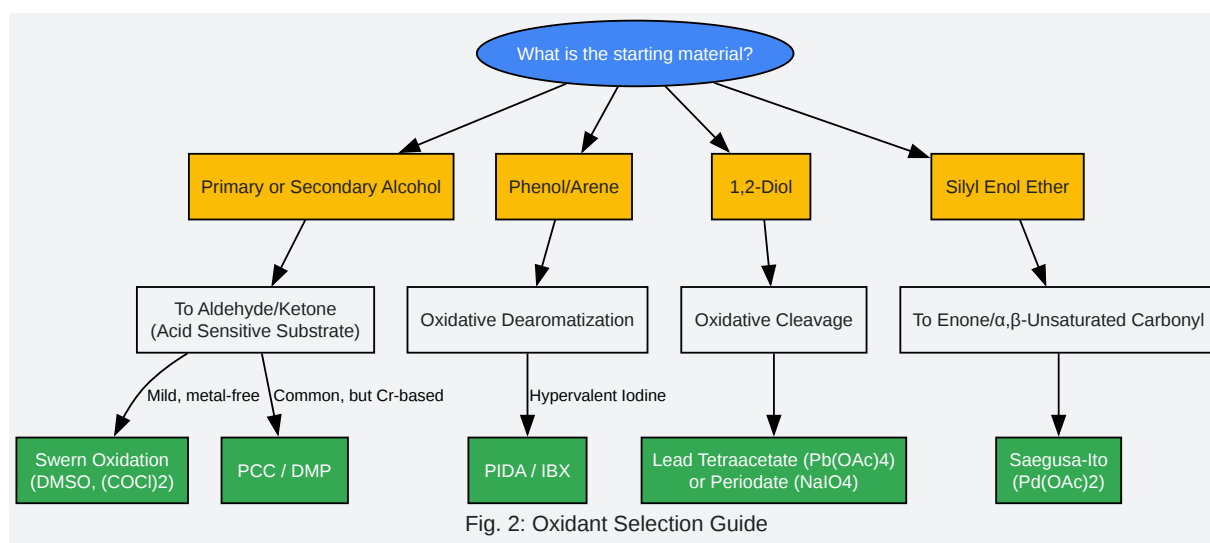 What is the starting material?
Primary or Secondary Alcohol
Phenol/Arene
1,2-Diol
Silyl Enol Ether
To Aldehyde/Ketone
(Acid Sensitive Substrate)
Oxidative Dearomatization
Oxidative Cleavage
To Enone/α,β-Unsaturated Carbonyl
Mild, metal-free
Common, but Cr-based
Hypervalent Iodine
Swern Oxidation
(DMSO, (COCl)2)
PCC / DMP
PIDA / IBX
Lead Tetraacetate (Pb(OAc)4)
or Periodate (NaIO4)
Saegusa-Ito
(Pd(OAc)2)
Fig. 2: Oxidant Selection Guide